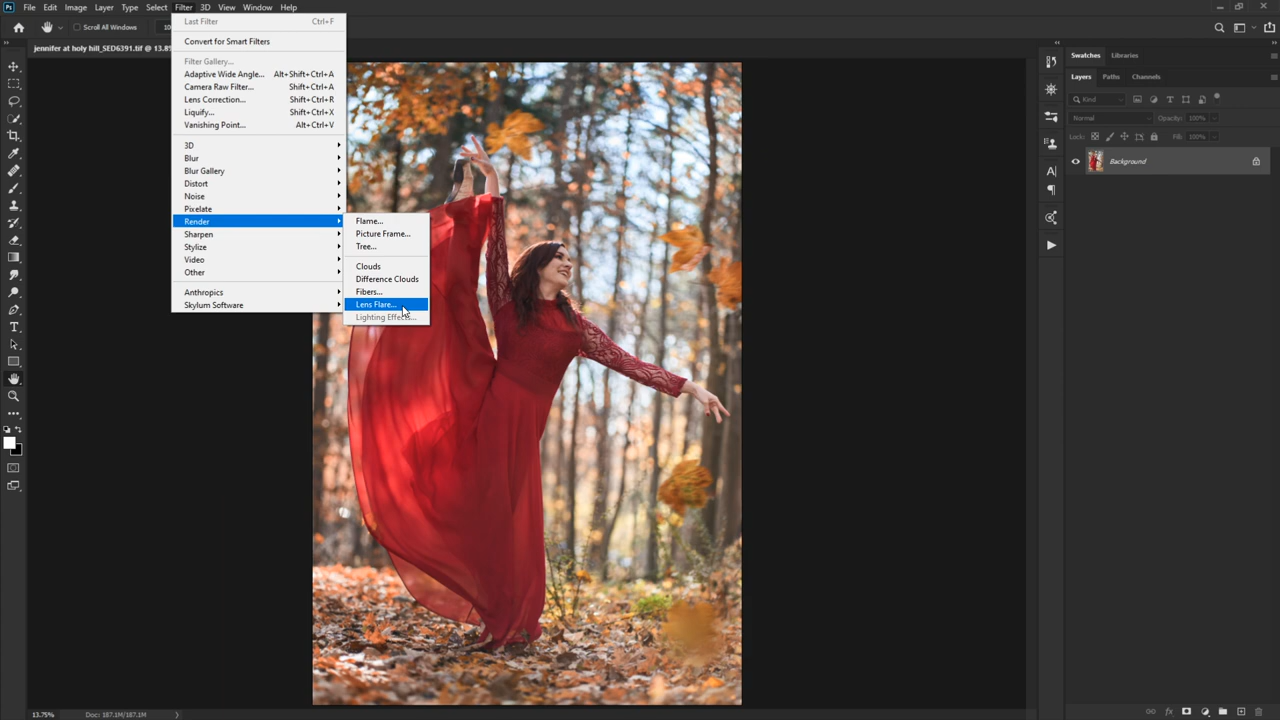 Ps File Edit Image Layer Type Select Filter 3D View Window Help
Scroll All Windows 10
jennifer at holy hill_SED6391.tif @ 13.8
Last Filter Ctrl+F
Convert for Smart Filters
Filter Gallery...
Adaptive Wide Angle... Alt+Shift+Ctrl+A
Camera Raw Filter... Shift+Ctrl+A
Lens Correction... Shift+Ctrl+R
Liquify... Shift+Ctrl+X
Vanishing Point... Alt+Ctrl+V
3D
Blur
Blur Gallery
Distort
Noise
Pixelate
Render
Sharpen
Stylize
Video
Other
Anthropics
Skylum Software
Flame...
Picture Frame...
Tree...
Clouds
Difference Clouds
Fibers...
Lens Flare...
Lighting Effects...
Swatches Libraries
Layers Paths Channels
Kind
Normal Opacity: 100%
Lock: Fill: 100%
Background
13.75% Doc: 187.1M/187.1M